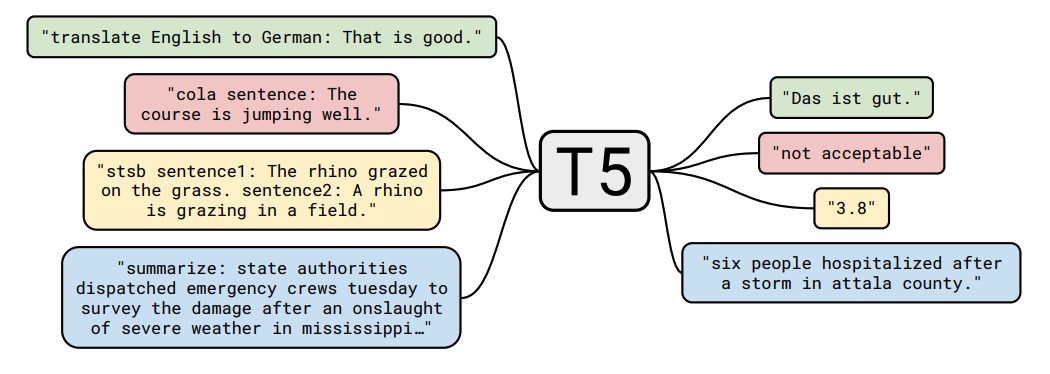 "translate English to German: That is good."
"cola sentence: The
course is jumping well."
"stsb sentence1: The rhino grazed
on the grass. sentence2: A rhino
is grazing in a field."
"summarize: state authorities
dispatched emergency crews tuesday to
survey the damage after an onslaught
of severe weather in mississippi…"
T5
"Das ist gut."
"not acceptable"
"3.8"
"six people hospitalized after
a storm in attala county."